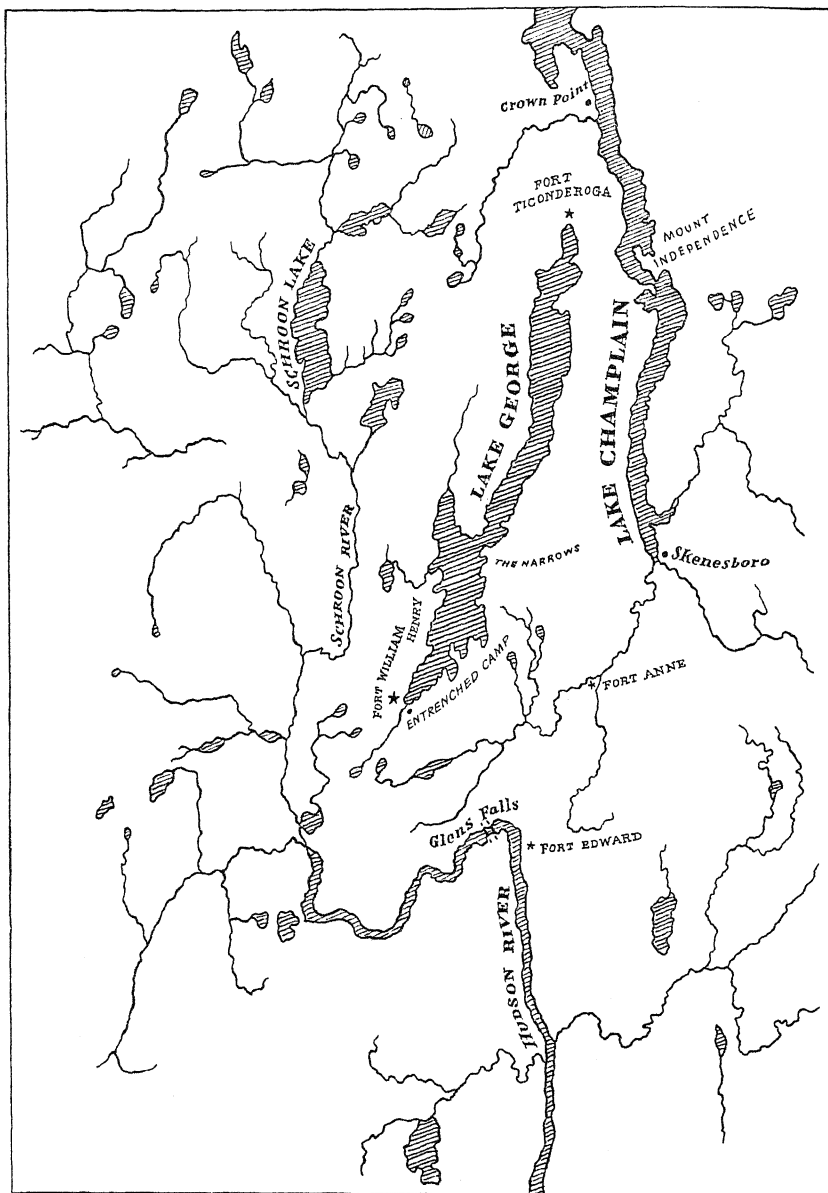 Crown Point
FORT
TICONDEROGA
MOUNT
INDEPENDENCE
SCHROON LAKE
LAKE GEORGE
LAKE CHAMPLAIN
SCHROON RIVER
THE NARROWS
Skenesboro
FORT WILLIAM
HENRY
ENTRENCHED CAMP
FORT ANNE
Glens Falls
FORT EDWARD
HUDSON RIVER